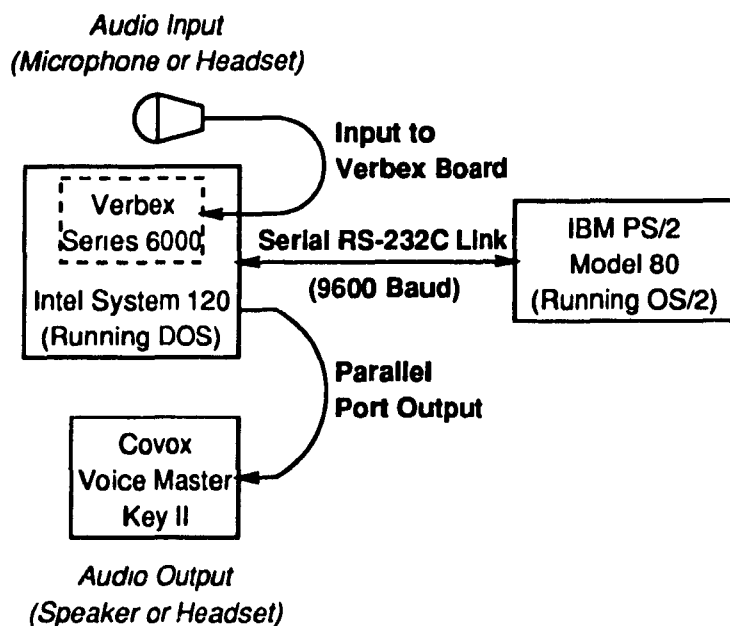 Audio Input
(Microphone or Headset)
Input to
Verbex Board
Verbex
Series 6000
Intel System 120
(Running DOS)
Serial RS-232C Link
(9600 Baud)
IBM PS/2
Model 80
(Running OS/2)
Parallel
Port Output
Covox
Voice Master
Key II
Audio Output
(Speaker or Headset)